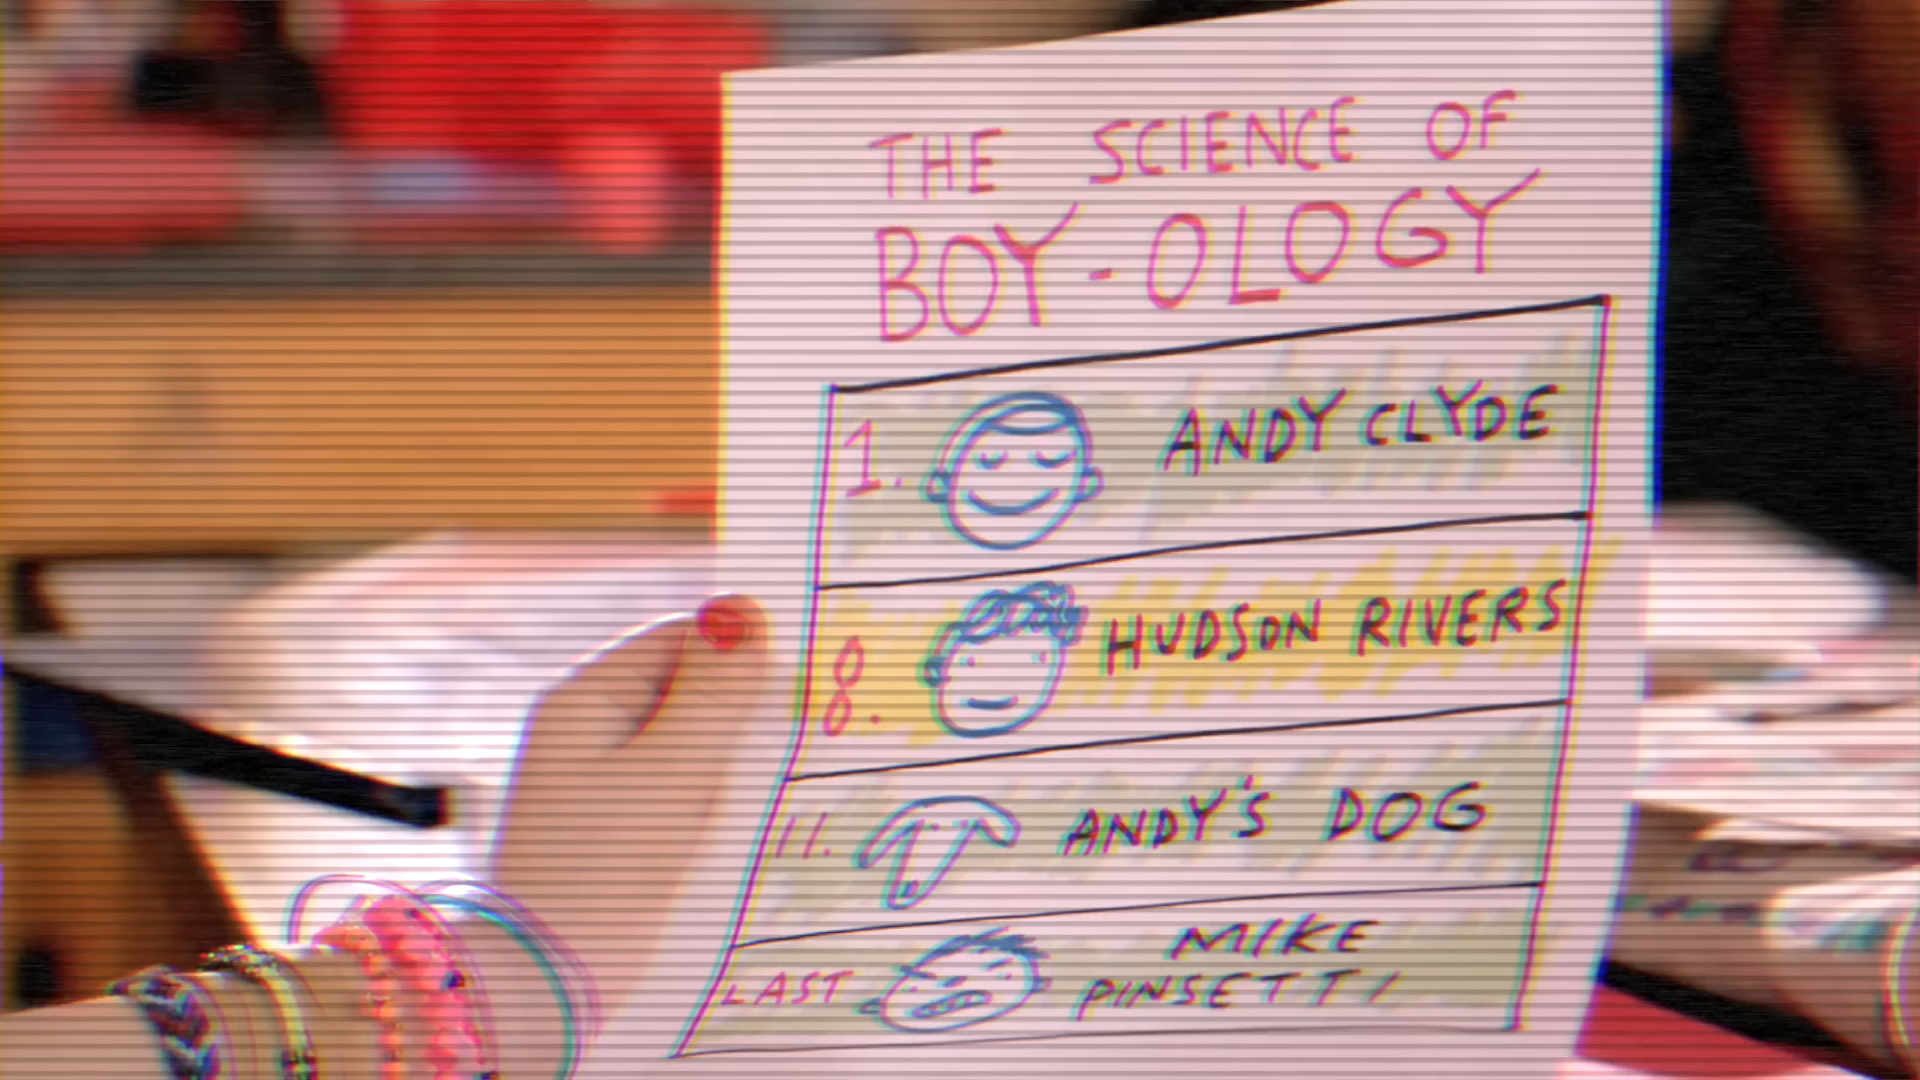 THE SCIENCE OF
BOY-OLOGY
1. ANDY CLYDE
8. HUDSON RIVERS
11. ANDY'S DOG
LAST MIKE
PINSETTI